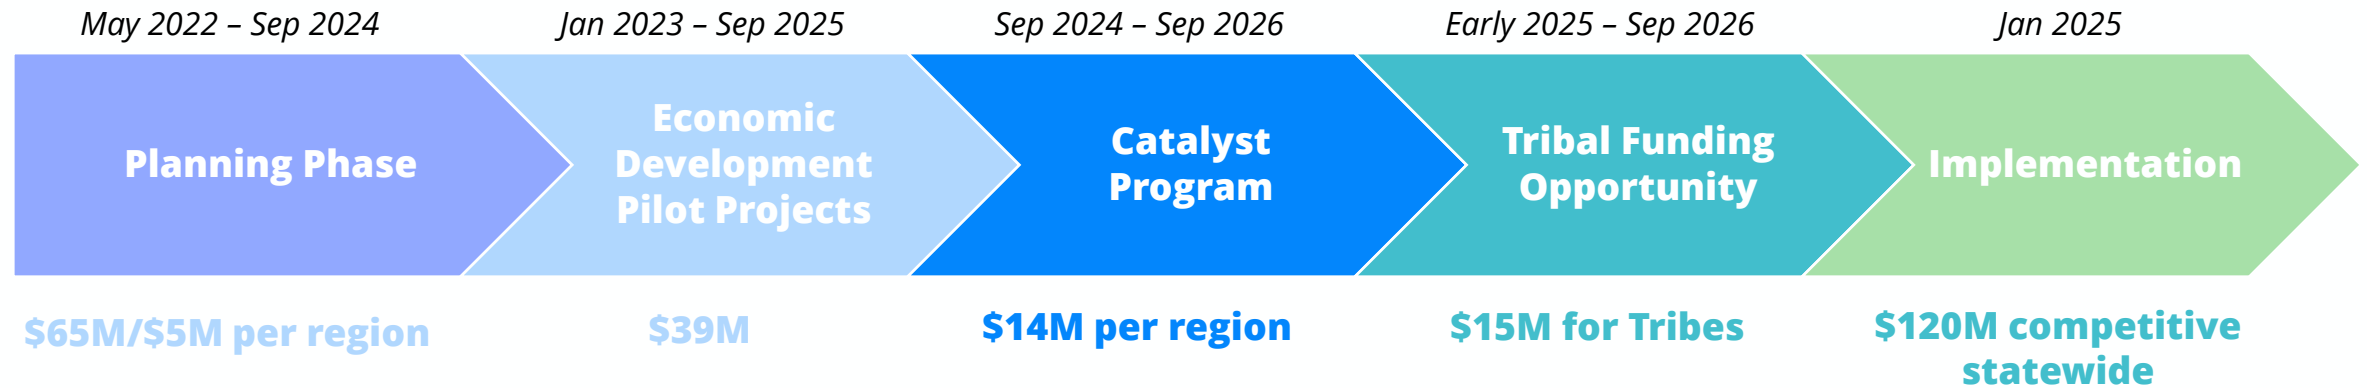 May 2022 – Sep 2024
Jan 2023 – Sep 2025
Sep 2024 – Sep 2026
Early 2025 – Sep 2026
Jan 2025
Planning Phase
Economic
Development
Pilot Projects
Catalyst
Program
Tribal Funding
Opportunity
Implementation
$65M/$5M per region
$39M
$14M per region
$15M for Tribes
$120M competitive
statewide